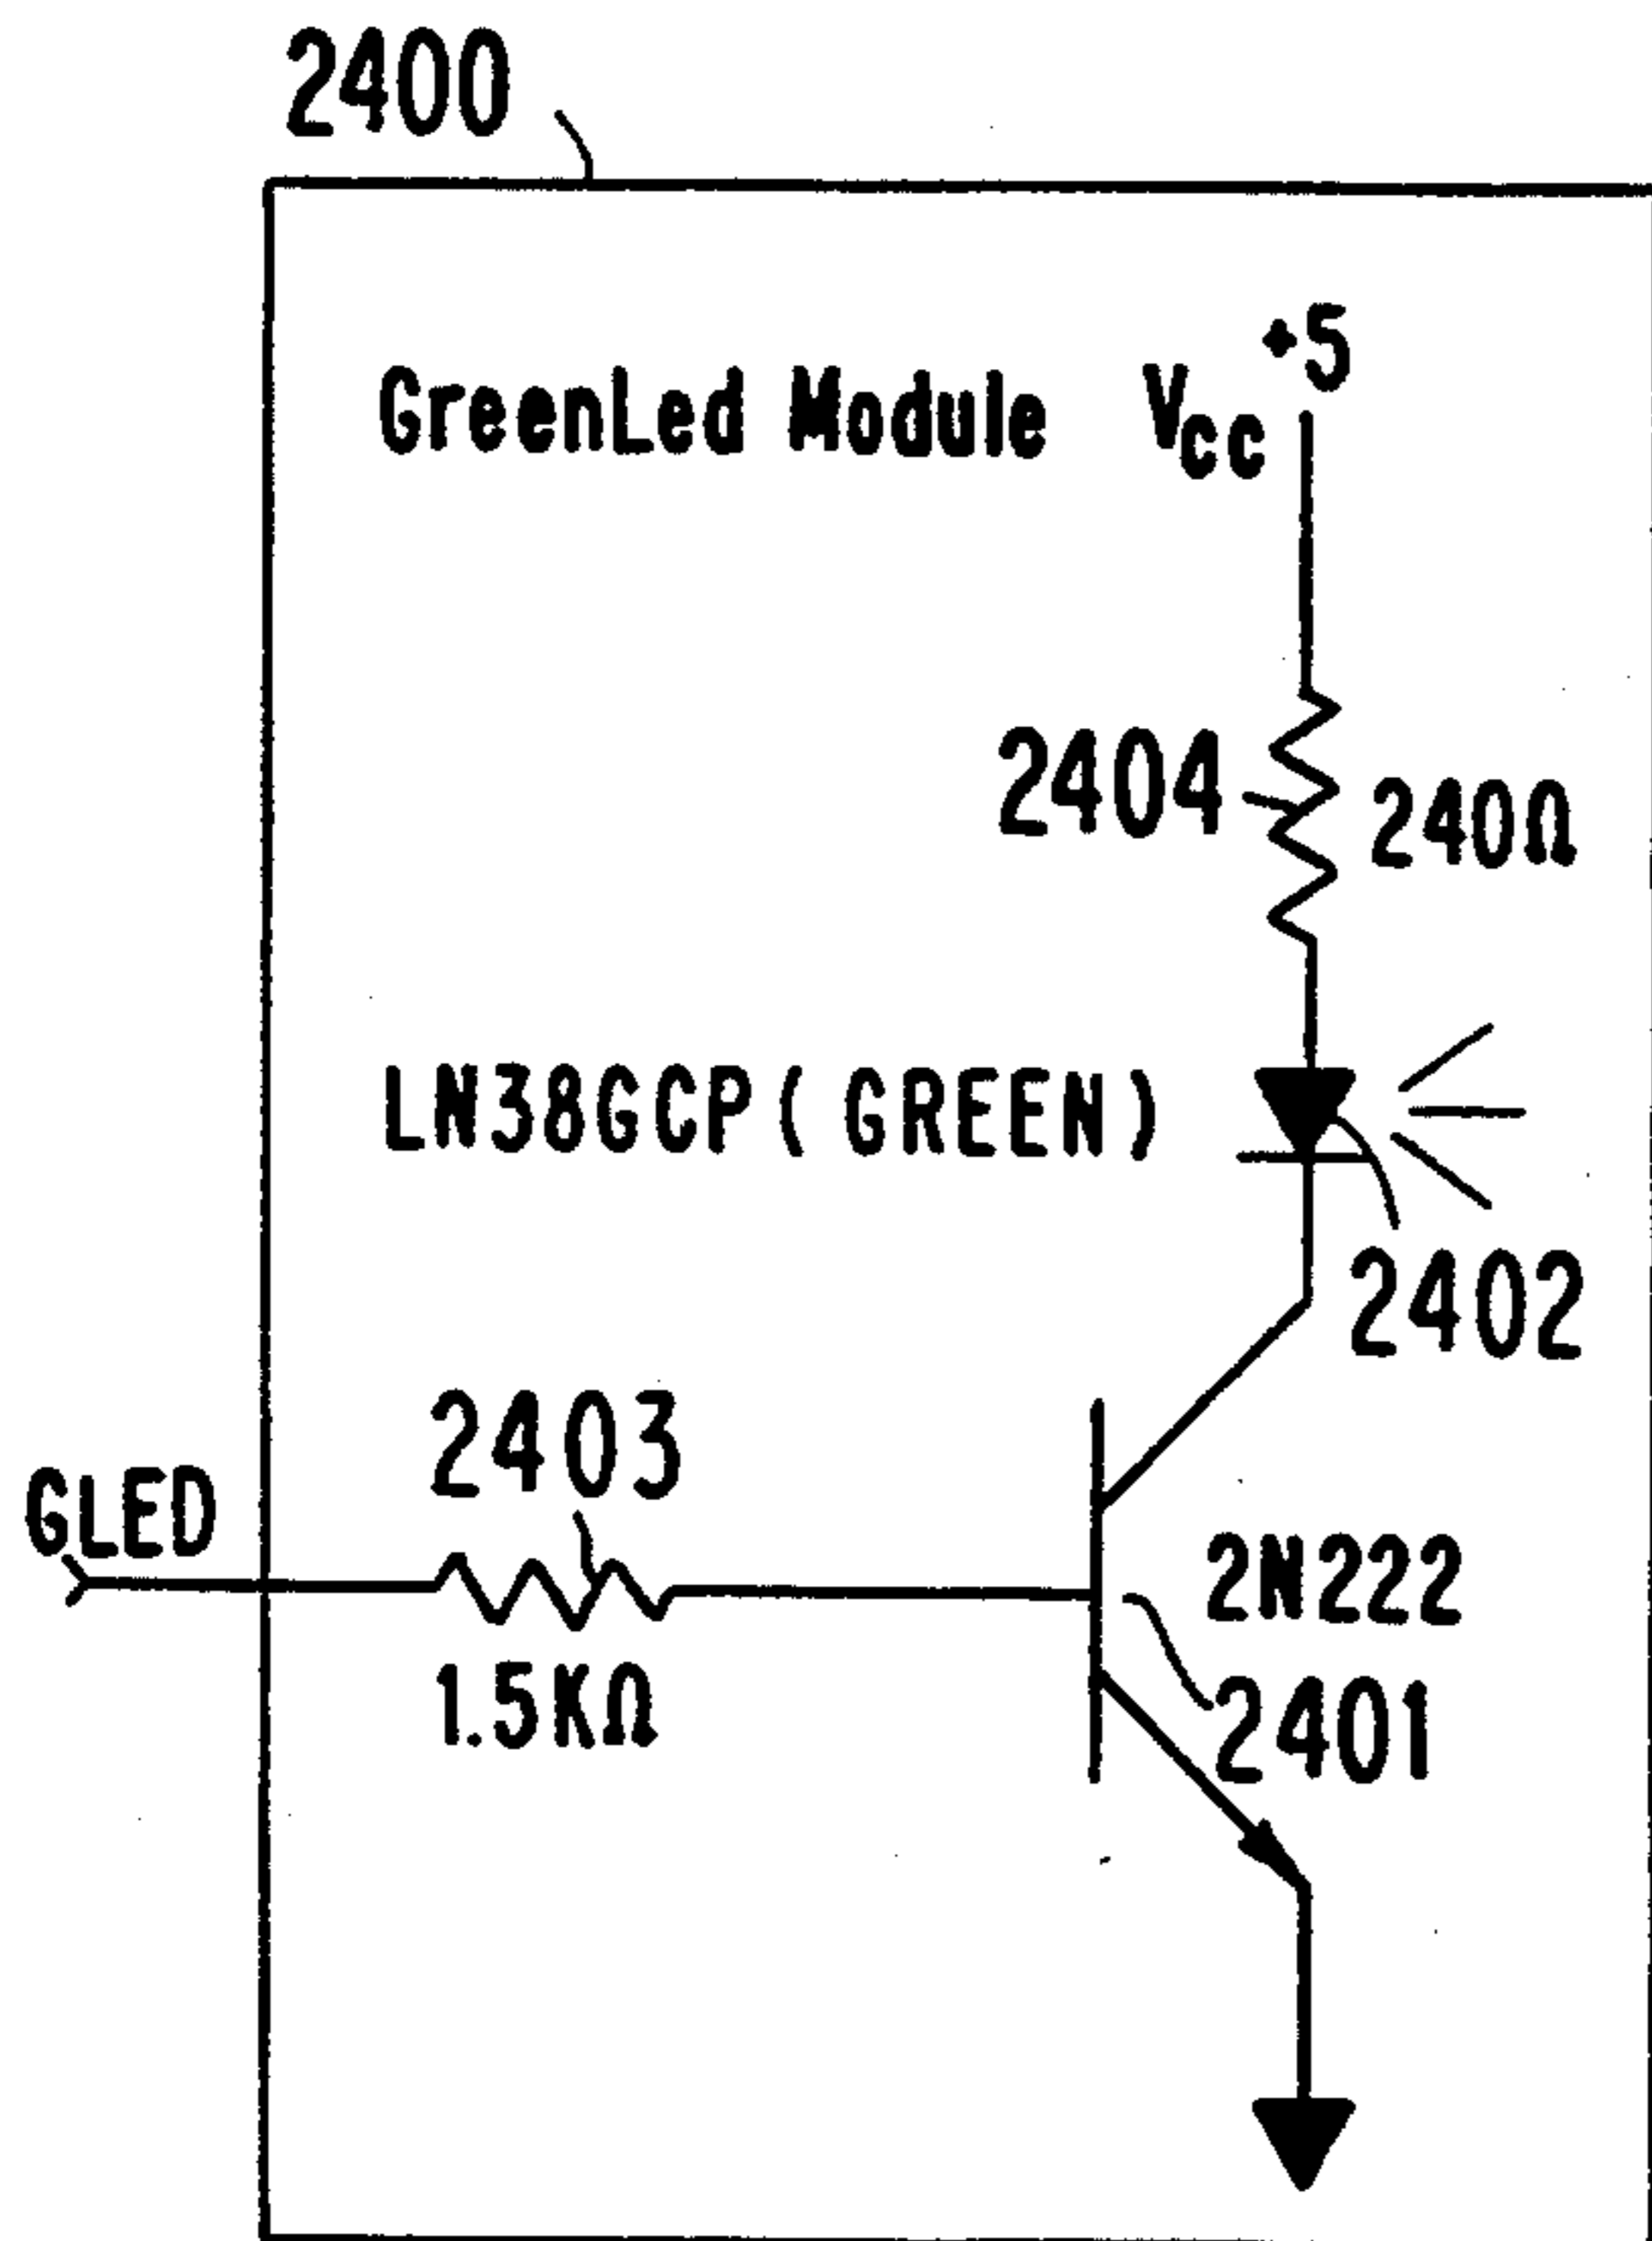 2400
+5
GreenLed Module Vcc
2404
240Ω
LN38GCP(GREEN)
2402
2403
GLED
2N222
1.5KΩ
2401